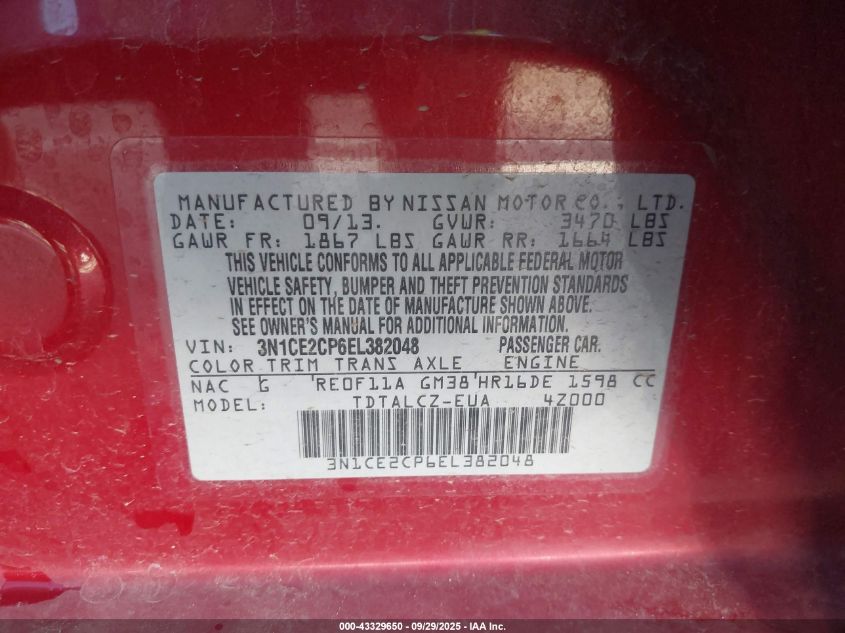 MANUFACTURED BY NISSAN MOTOR CO., LTD.
DATE: 09/13. GVWR: 3470 LBS
GAWR FR: 1867 LBS GAWR RR: 1664 LBS
THIS VEHICLE CONFORMS TO ALL APPLICABLE FEDERAL MOTOR
VEHICLE SAFETY, BUMPER AND THEFT PREVENTION STANDARDS
IN EFFECT ON THE DATE OF MANUFACTURE SHOWN ABOVE.
SEE OWNER'S MANUAL FOR ADDITIONAL INFORMATION.
VIN: 3N1CE2CP6EL382048 PASSENGER CAR.
COLOR TRIM TRANS AXLE ENGINE
NAC G RE0F11A GM38 HR16DE 1598 CC
MODEL: TDTALCZ-EUA 4Z000
3N1CE2CP6EL382048
000-43329650 - 09/29/2025 - IAA Inc.